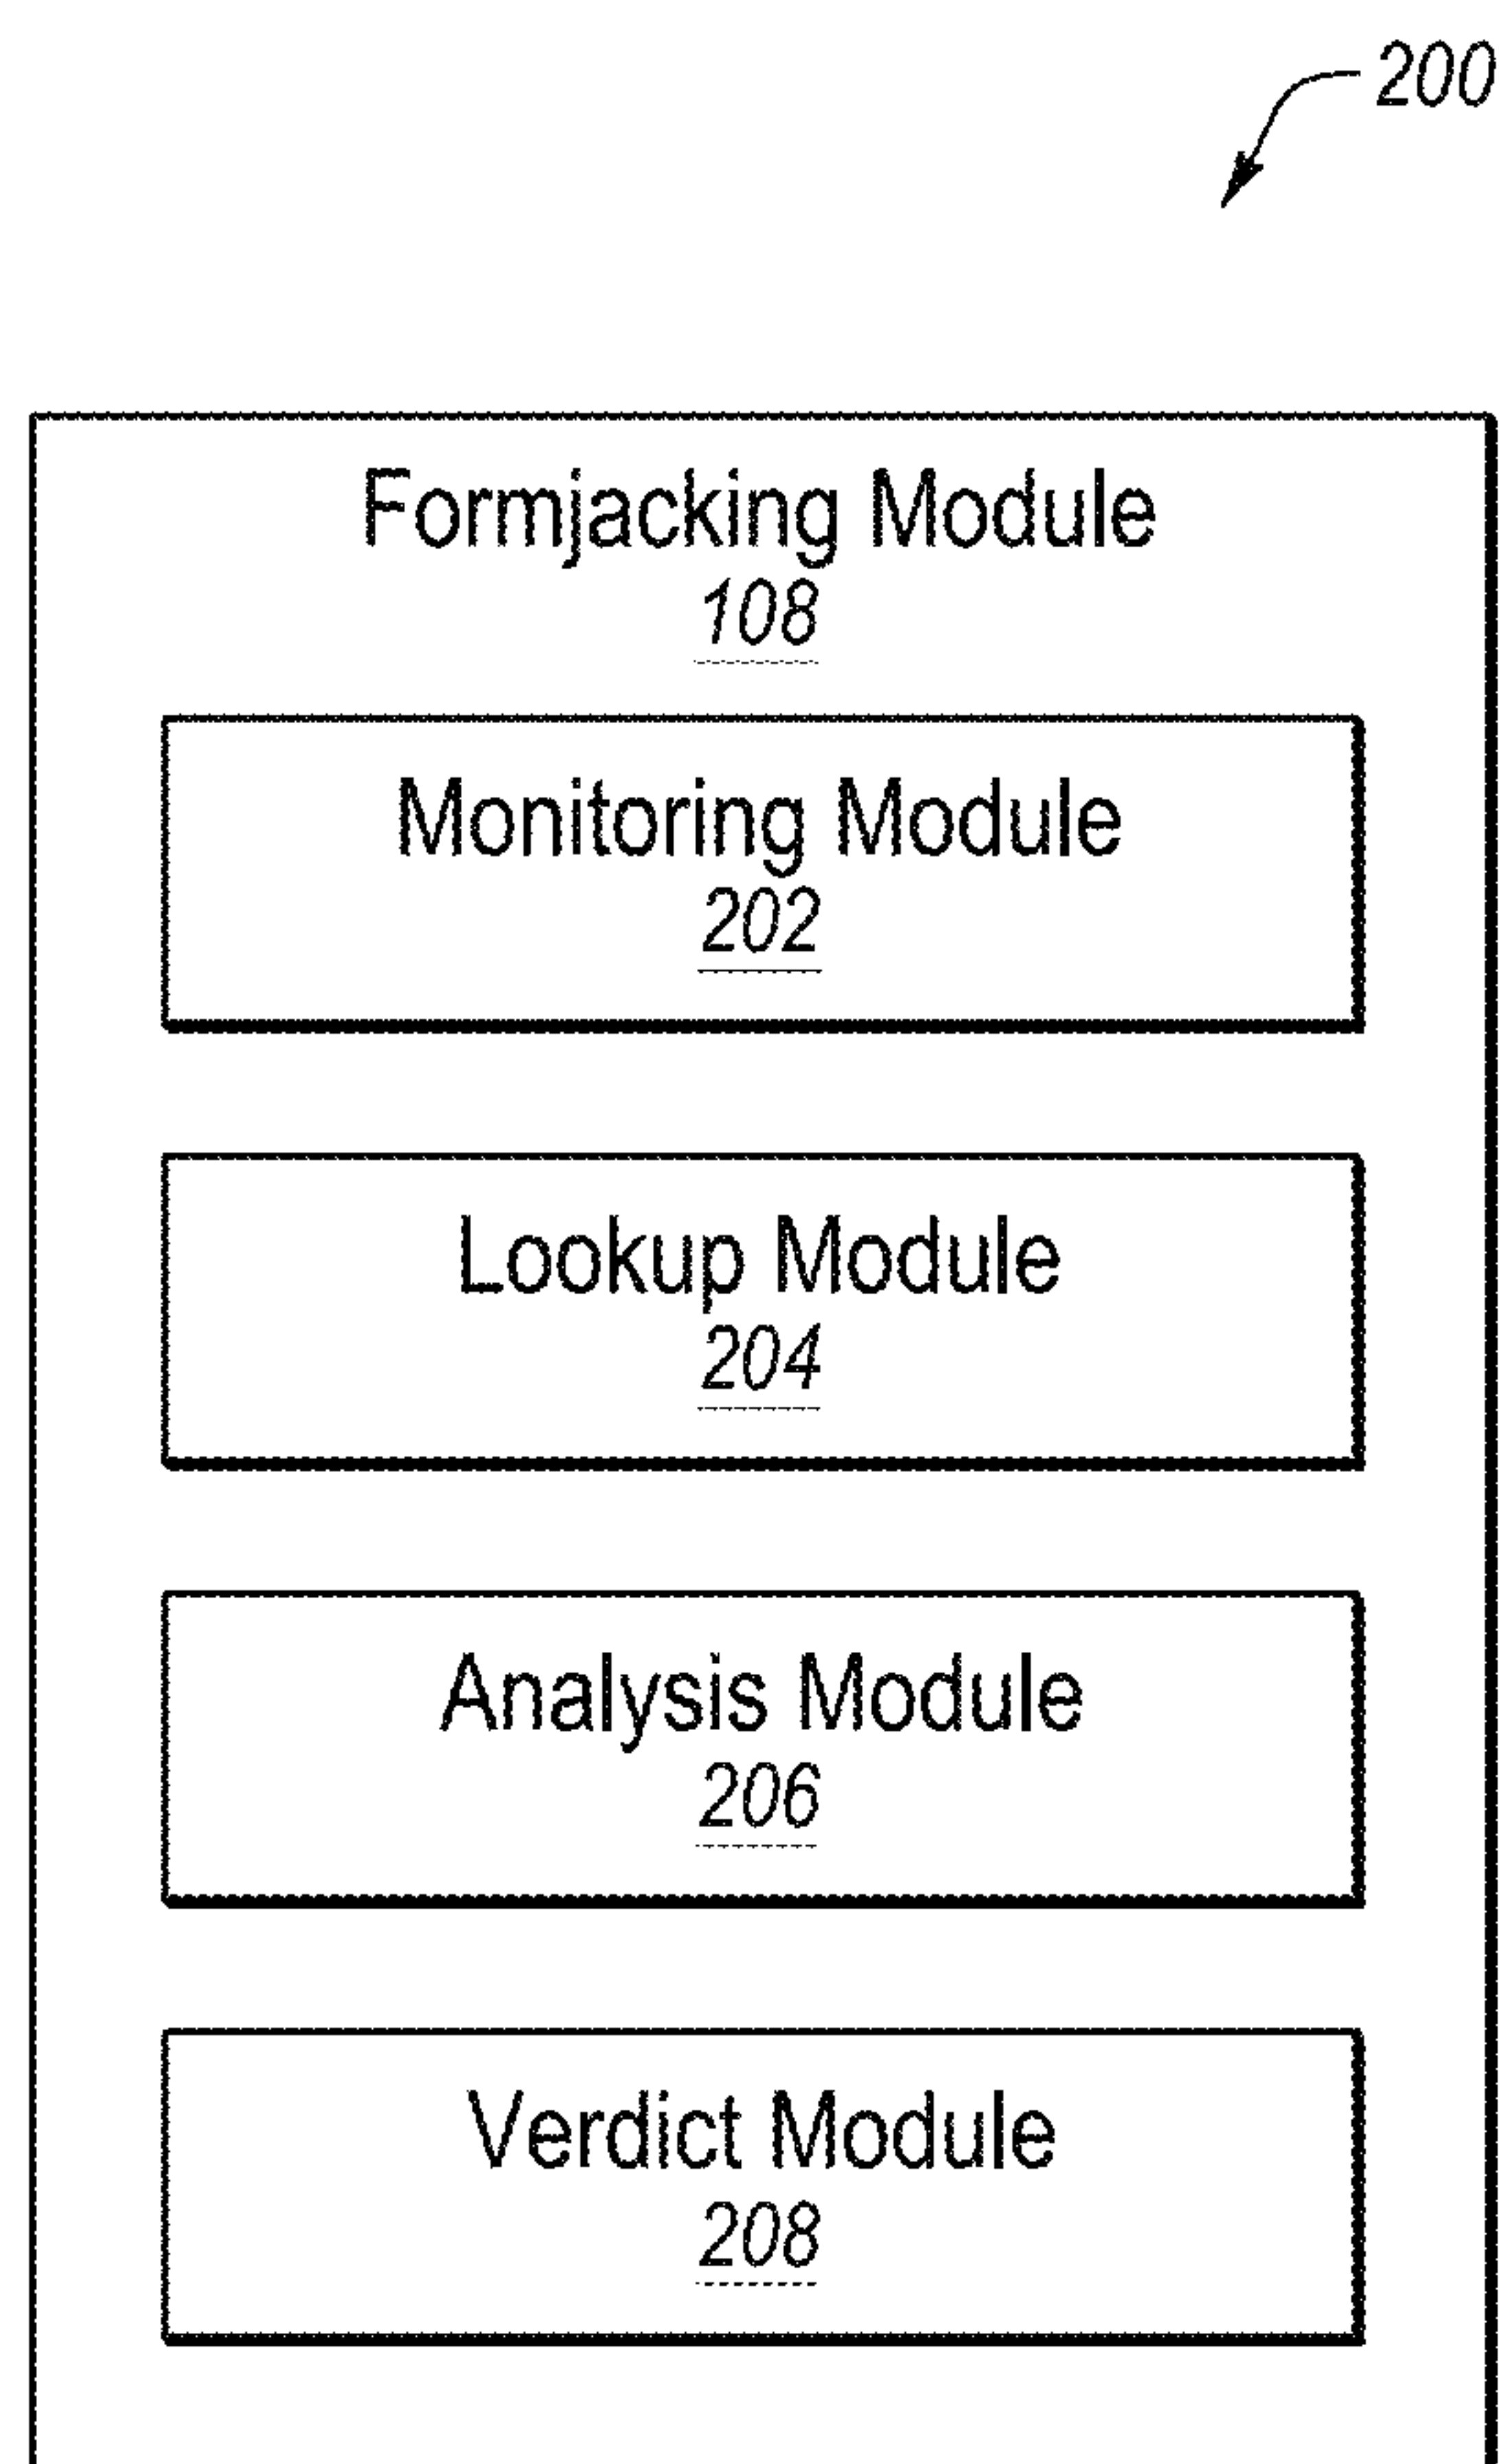 200
Formjacking Module
108
Monitoring Module
202
Lookup Module
204
Analysis Module
206
Verdict Module
208